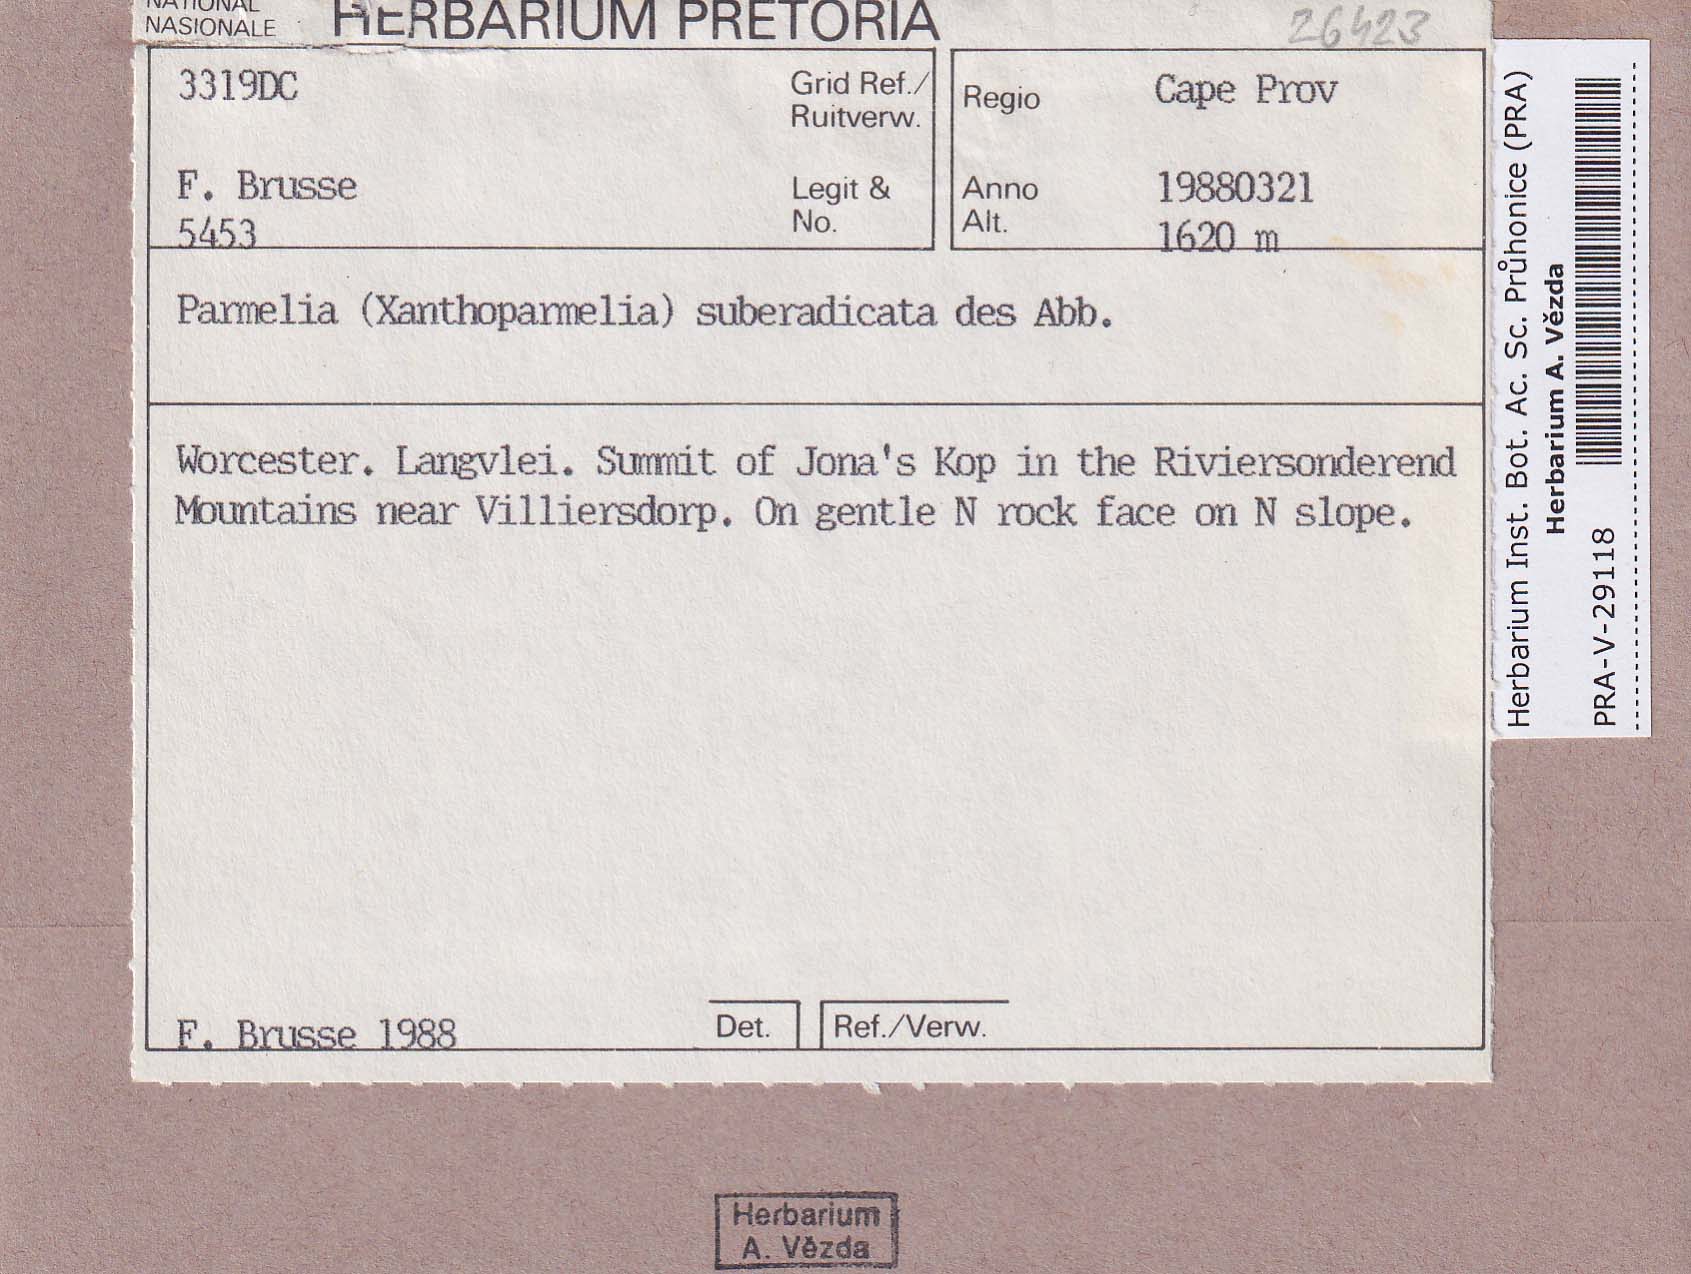 NATIONAL
NASIONALE
HERBARIUM PRETORIA
26423
3319DC
Grid Ref./
Ruitverw.
Regio
Cape Prov
F. Brusse
5453
Legit &
No.
Anno
19880321
Alt.
1620 m
Parmelia (Xanthoparmelia) suberadicata des Abb.
Worcester. Langvlei. Summit of Jona's Kop in the Riviersonderend
Mountains near Villiersdorp. On gentle N rock face on N slope.
F. Brusse 1988
Det.
Ref./Verw.
Herbarium Inst. Bot. Ac. Sc. Průhonice (PRA)
Herbarium A. Vězda
PRA-V-29118
Herbarium
A. Vězda